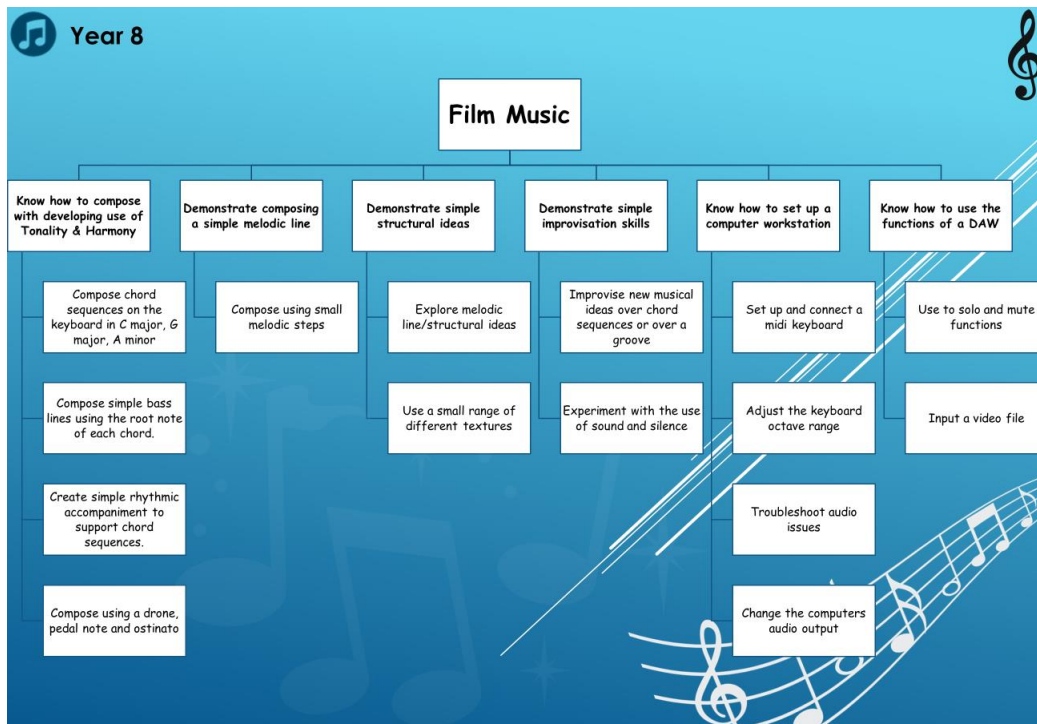 Year 8
Film Music
Know how to compose
with developing use of
Tonality & Harmony
Compose chord
sequences on the
keyboard in C major, G
major, A minor
Compose simple bass
lines using the root note
of each chord.
Create simple rhythmic
accompaniment to
support chord
sequences.
Compose using a drone,
pedal note and ostinato
Demonstrate composing
a simple melodic line
Compose using small
melodic steps
Demonstrate simple
structural ideas
Explore melodic
line/structural ideas
Use a small range of
different textures
Demonstrate simple
improvisation skills
Improvise new musical
ideas over chord
sequences or over a
groove
Experiment with the use
of sound and silence
Know how to set up a
computer workstation
Set up and connect a
midi keyboard
Adjust the keyboard
octave range
Troubleshoot audio
issues
Change the computers
audio output
Know how to use the
functions of a DAW
Use to solo and mute
functions
Input a video file